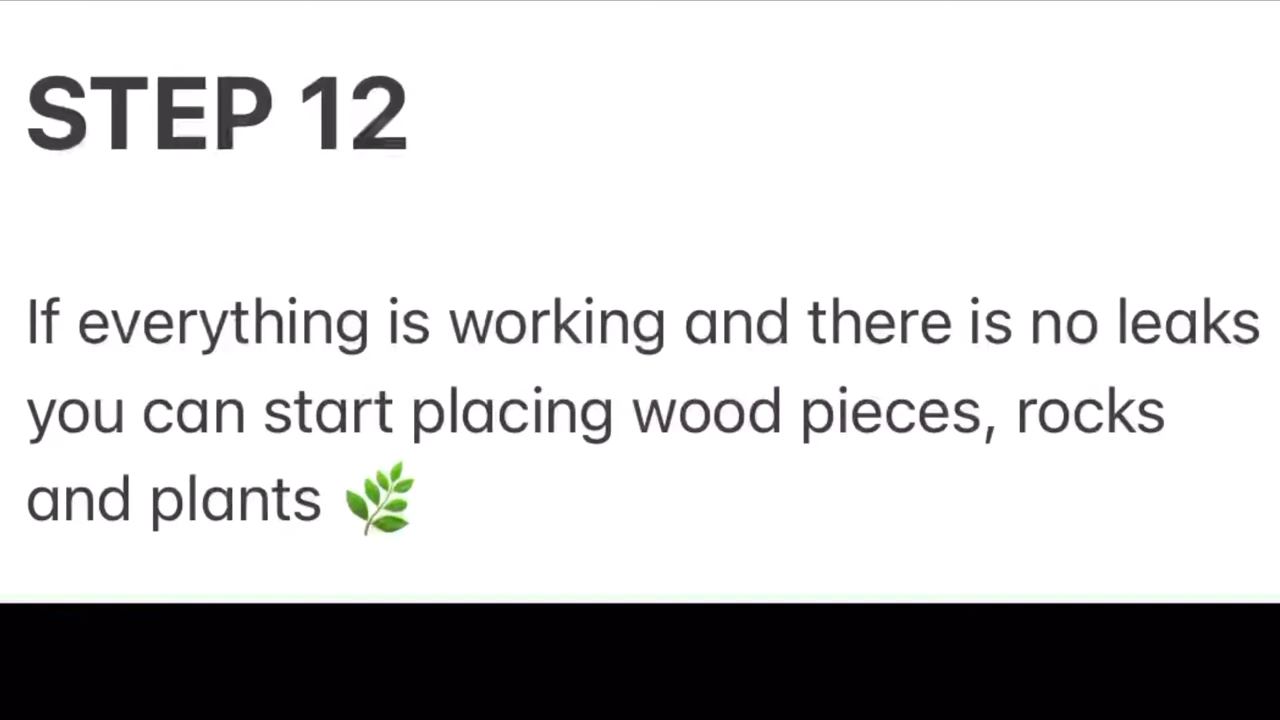 STEP 12
If everything is working and there is no leaks
you can start placing wood pieces, rocks
and plants 🌿